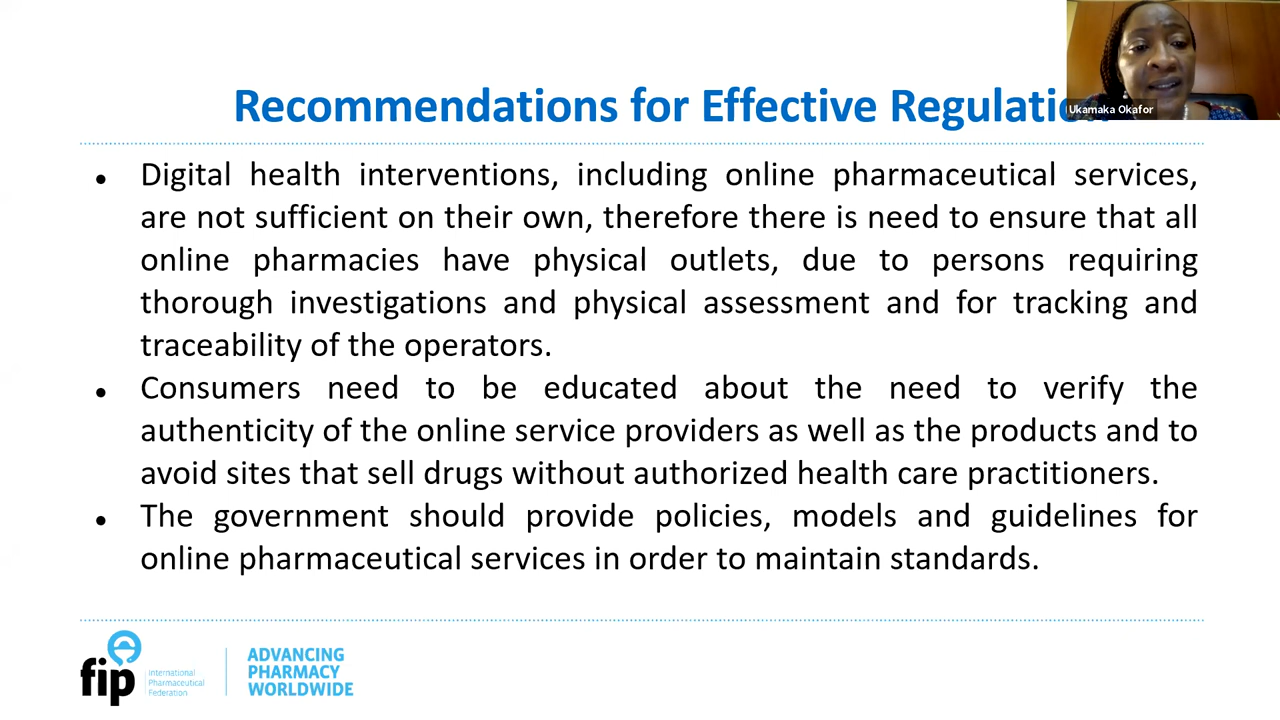 Recommendations for Effective Regulatio
Ukamaka Okafor
● Digital health interventions, including online pharmaceutical services,
are not sufficient on their own, therefore there is need to ensure that all
online pharmacies have physical outlets, due to persons requiring
thorough investigations and physical assessment and for tracking and
traceability of the operators.
● Consumers need to be educated about the need to verify the
authenticity of the online service providers as well as the products and to
avoid sites that sell drugs without authorized health care practitioners.
● The government should provide policies, models and guidelines for
online pharmaceutical services in order to maintain standards.
fip
International
Pharmaceutical
Federation
ADVANCING
PHARMACY
WORLDWIDE